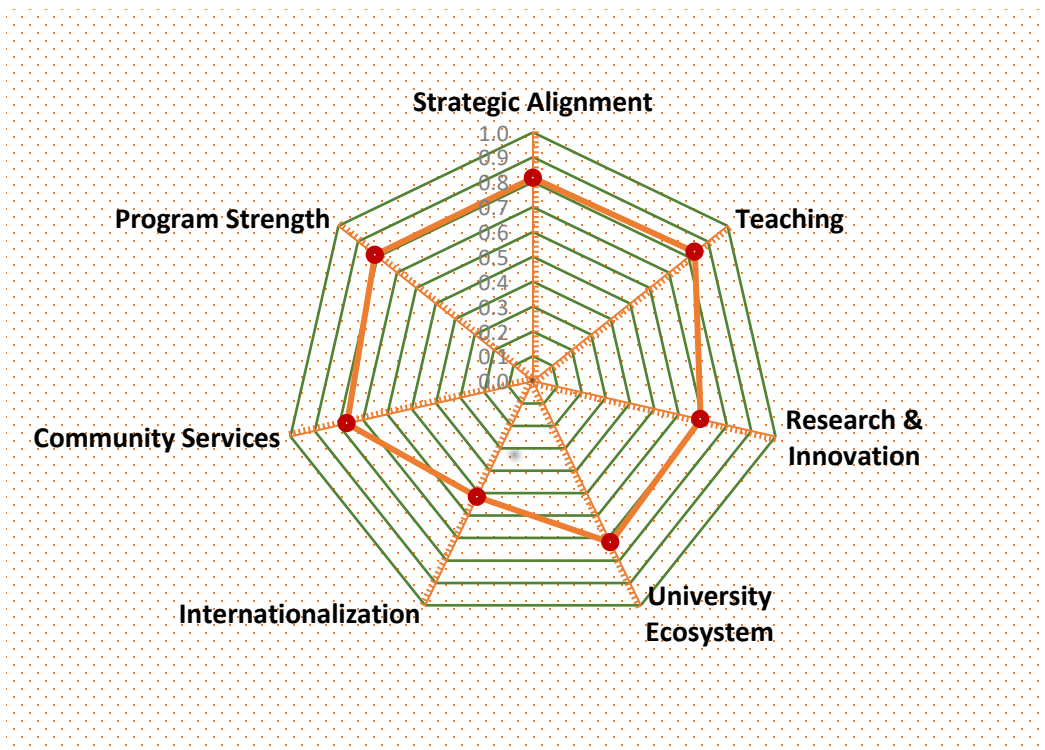 Strategic Alignment
1.0
0.9
0.8
0.7
0.6
0.5
0.4
0.3
0.2
0.1
0.0
Program Strength
Teaching
Community Services
Research &
Innovation
Internationalization
University
Ecosystem